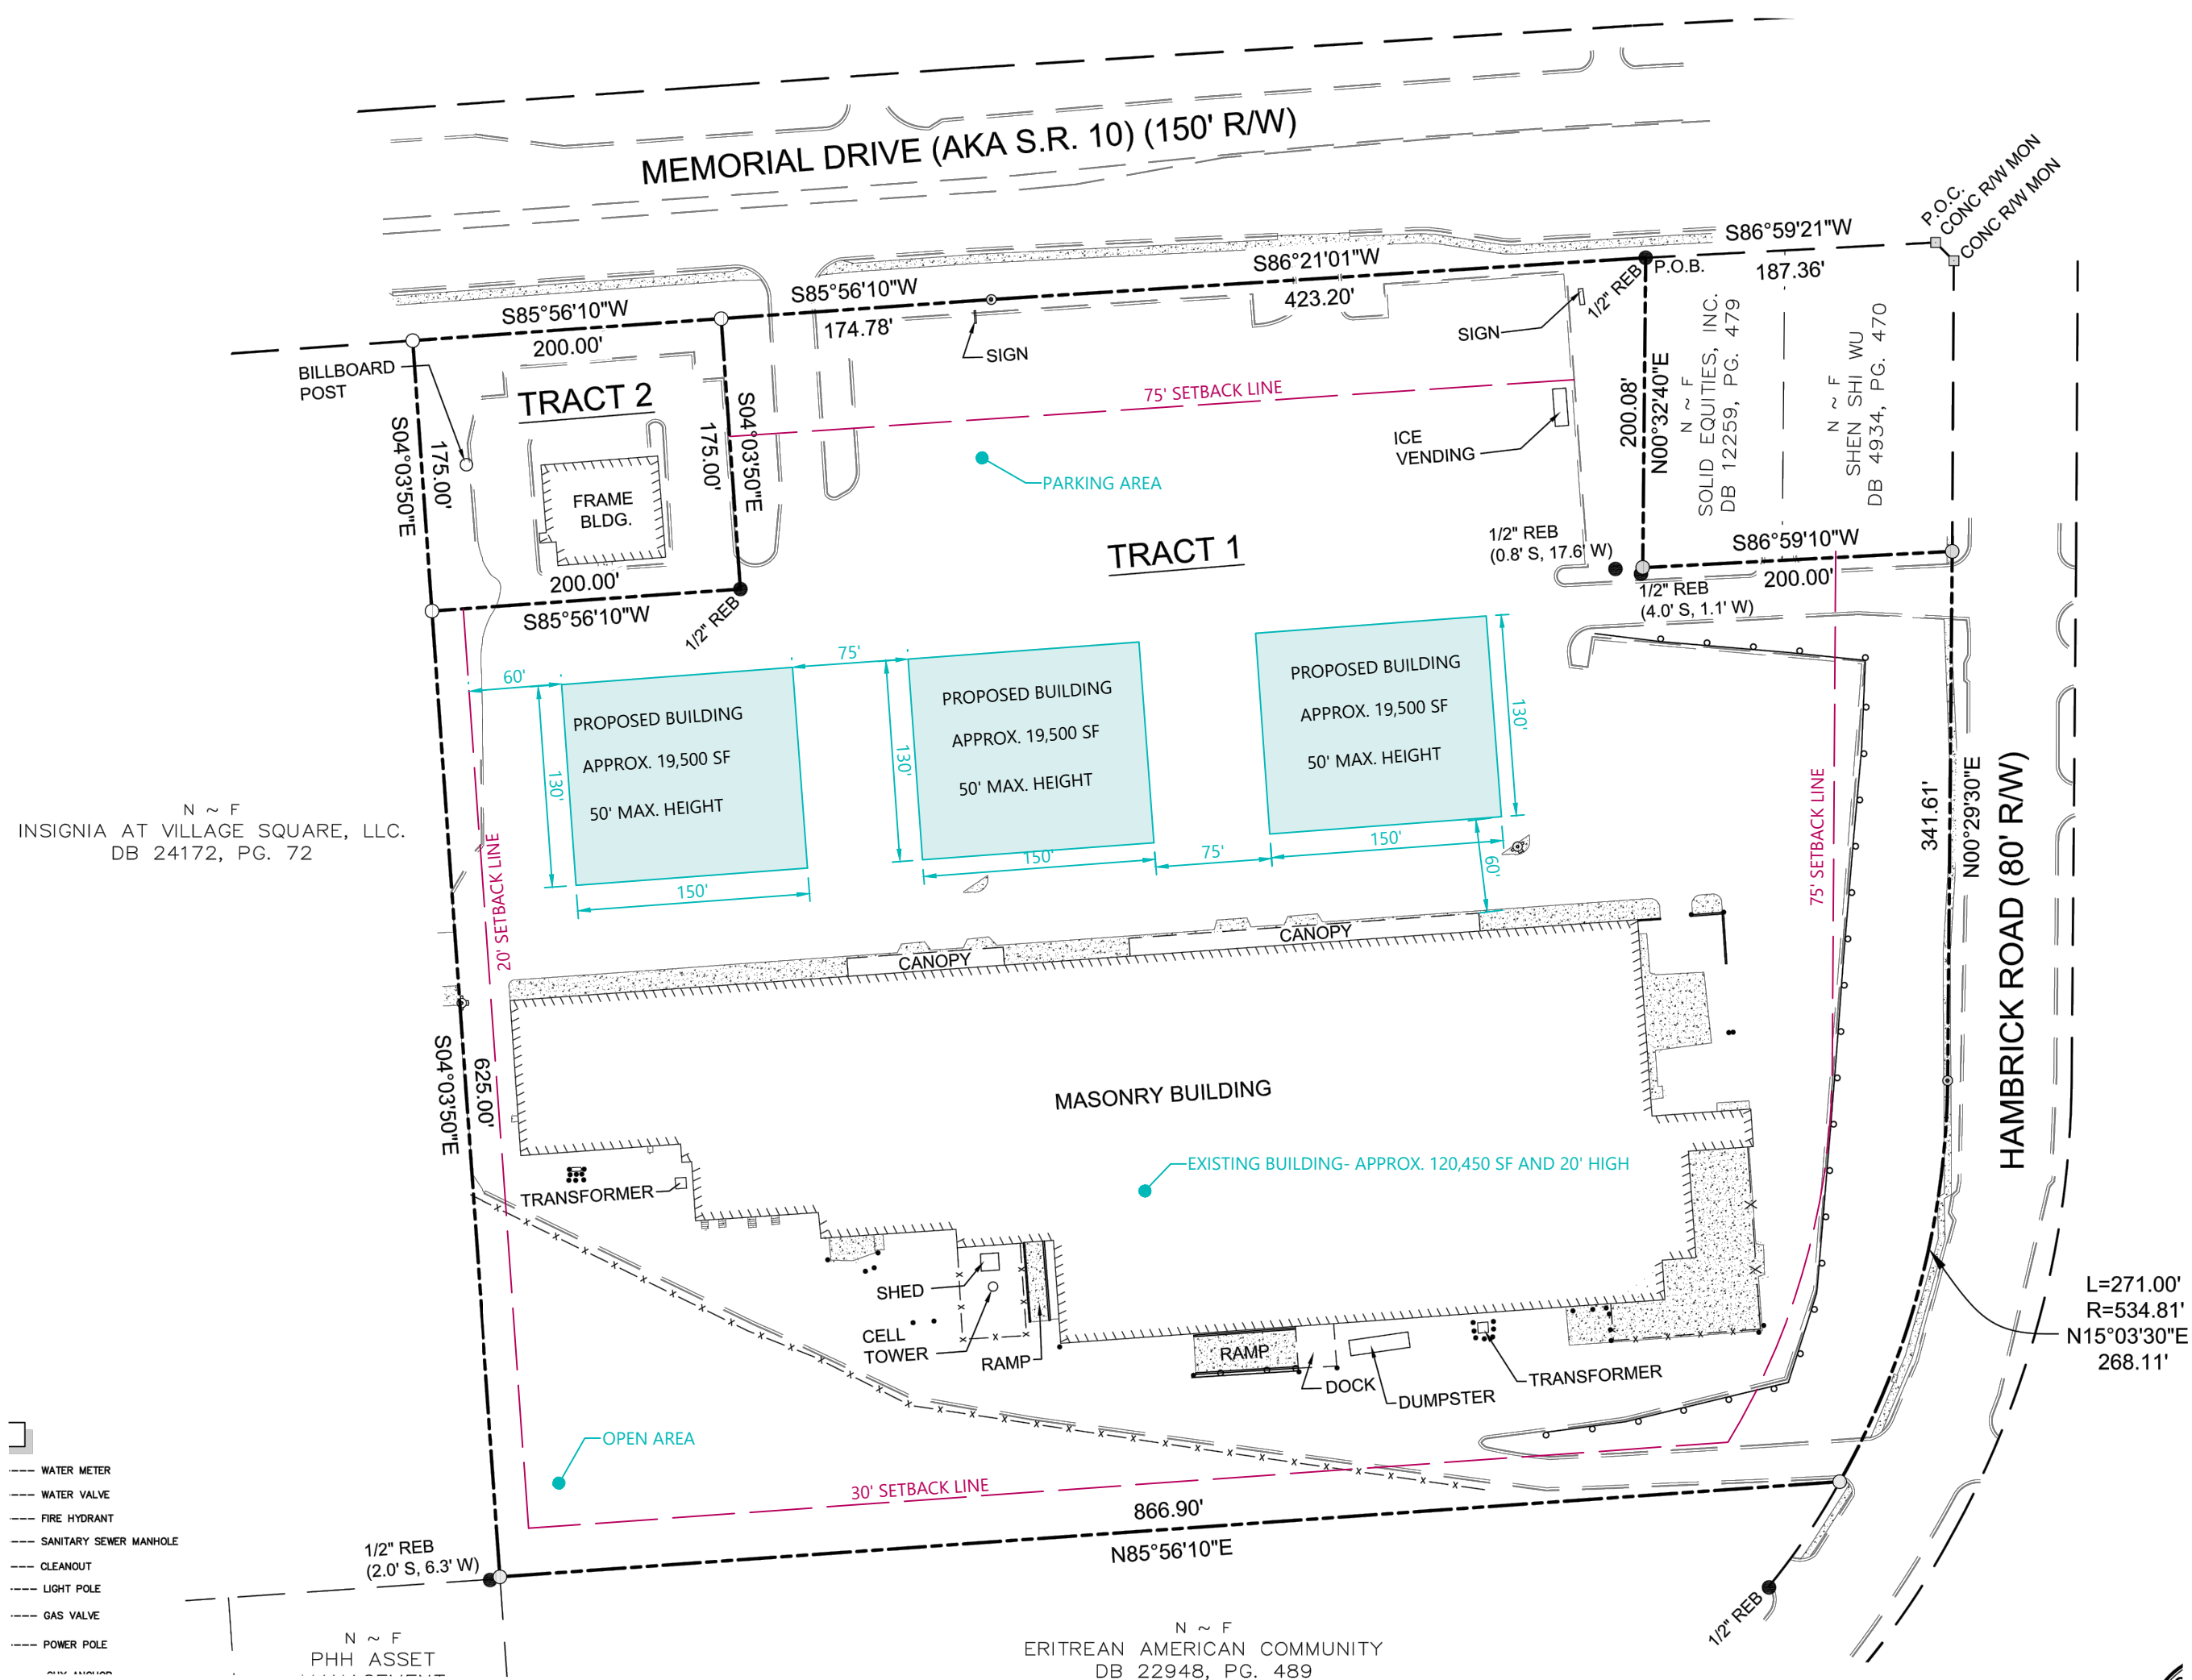 MEMORIAL DRIVE (AKA S.R. 10) (150' R/W)
P.O.C.
CONC R/W MON
CONC R/W MON
S86°59'21"W
187.36'
S86°21'01"W
423.20'
1/2" REB
P.O.B.
S85°56'10"W
174.78'
S85°56'10"W
200.00'
SIGN
SIGN
BILLBOARD
POST
TRACT 2
S04°03'50"E
175.00'
175.00'
S04°03'50"E
FRAME
BLDG.
200.00'
S85°56'10"W
1/2" REB
75' SETBACK LINE
PARKING AREA
ICE
VENDING
TRACT 1
200.08'
N00°32'40"E
N ~ F
SOLID EQUITIES, INC.
DB 12259, PG. 479
N ~ F
SHEN SHI WU
DB 4934, PG. 470
1/2" REB
(0.8' S, 17.6' W)
S86°59'10"W
200.00'
1/2" REB
(4.0' S, 1.1' W)
60'
75'
PROPOSED BUILDING
APPROX. 19,500 SF
50' MAX. HEIGHT
130'
150'
PROPOSED BUILDING
APPROX. 19,500 SF
50' MAX. HEIGHT
130'
150'
75'
PROPOSED BUILDING
APPROX. 19,500 SF
50' MAX. HEIGHT
130'
150'
60'
N ~ F
INSIGNIA AT VILLAGE SQUARE, LLC.
DB 24172, PG. 72
20' SETBACK LINE
75' SETBACK LINE
341.61'
N00°29'30"E
HAMBRICK ROAD (80' R/W)
CANOPY
CANOPY
S04°03'50"E
625.00'
MASONRY BUILDING
EXISTING BUILDING- APPROX. 120,450 SF AND 20' HIGH
TRANSFORMER
SHED
CELL
TOWER
RAMP
RAMP
DOCK
DUMPSTER
TRANSFORMER
L=271.00'
R=534.81'
N15°03'30"E
268.11'
OPEN AREA
30' SETBACK LINE
866.90'
N85°56'10"E
1/2" REB
(2.0' S, 6.3' W)
1/2" REB
WATER METER
WATER VALVE
FIRE HYDRANT
SANITARY SEWER MANHOLE
CLEANOUT
LIGHT POLE
GAS VALVE
POWER POLE
N ~ F
PHH ASSET
N ~ F
ERITREAN AMERICAN COMMUNITY
DB 22948, PG. 489